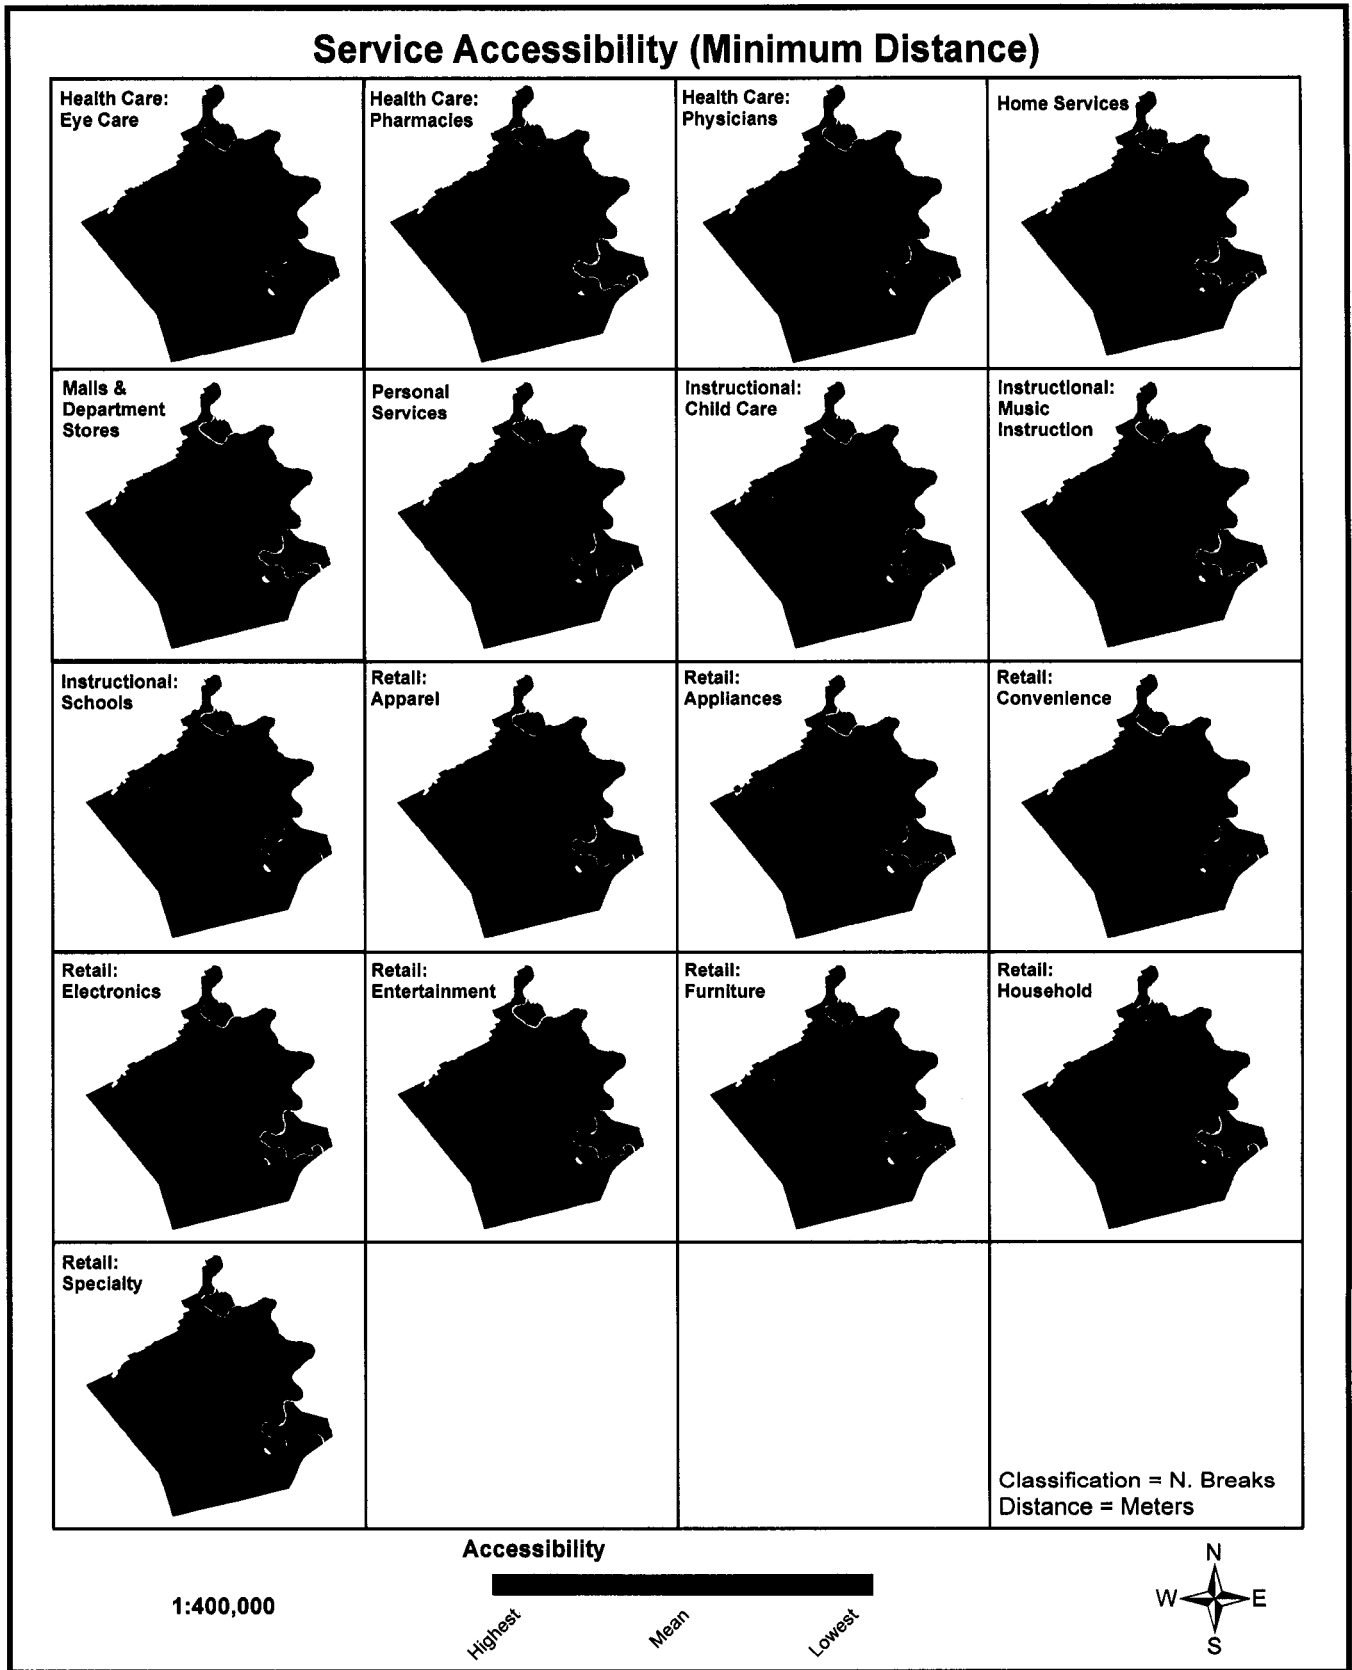 Service Accessibility (Minimum Distance)
Health Care:
Eye Care
Health Care:
Pharmacies
Health Care:
Physicians
Home Services
Malls &
Department
Stores
Personal
Services
Instructional:
Child Care
Instructional:
Music
Instruction
Instructional:
Schools
Retail:
Apparel
Retail:
Appliances
Retail:
Convenience
Retail:
Electronics
Retail:
Entertainment
Retail:
Furniture
Retail:
Household
Retail:
Specialty
Classification = N. Breaks
Distance = Meters
Accessibility
1:400,000
Highest
Mean
Lowest
N
W
E
S